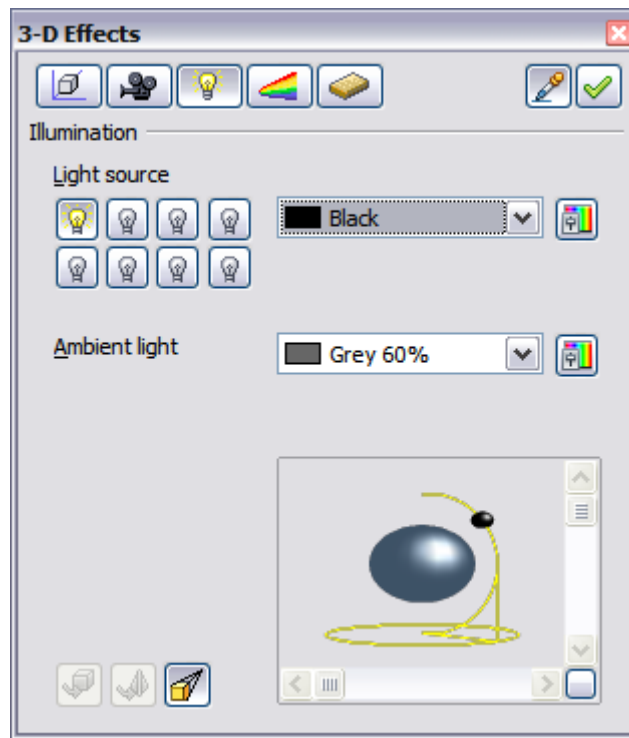 3-D Effects
Illumination
Light source
Black
Ambient light
Grey 60%